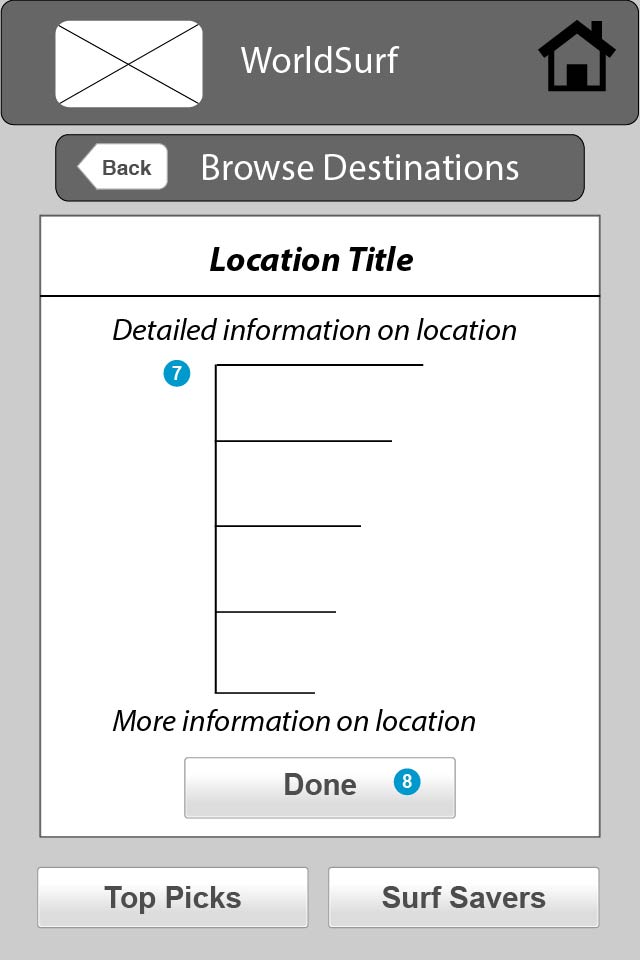 WorldSurf
Back
Browse Destinations
Location Title
Detailed information on location
7
More information on location
Done
8
Top Picks
Surf Savers